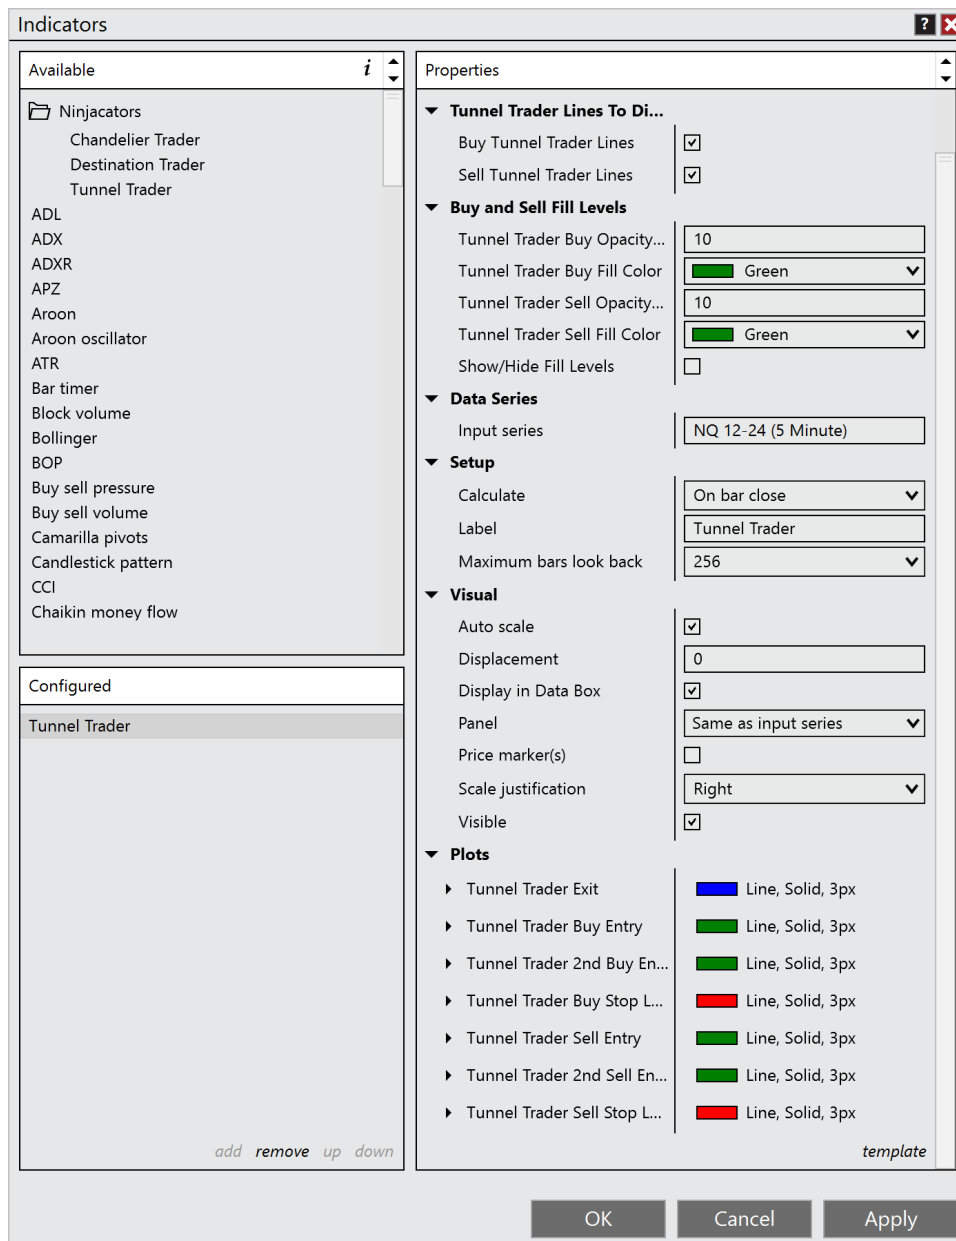 Indicators
?
Available i
Ninjacators
Chandelier Trader
Destination Trader
Tunnel Trader
ADL
ADX
ADXR
APZ
Aroon
Aroon oscillator
ATR
Bar timer
Block volume
Bollinger
BOP
Buy sell pressure
Buy sell volume
Camarilla pivots
Candlestick pattern
CCI
Chaikin money flow
Configured
Tunnel Trader
add remove up down
Properties
Tunnel Trader Lines To Di...
Buy Tunnel Trader Lines
Sell Tunnel Trader Lines
Buy and Sell Fill Levels
Tunnel Trader Buy Opacity... 10
Tunnel Trader Buy Fill Color Green
Tunnel Trader Sell Opacity... 10
Tunnel Trader Sell Fill Color Green
Show/Hide Fill Levels
Data Series
Input series NQ 12-24 (5 Minute)
Setup
Calculate On bar close
Label Tunnel Trader
Maximum bars look back 256
Visual
Auto scale
Displacement 0
Display in Data Box
Panel Same as input series
Price marker(s)
Scale justification Right
Visible
Plots
Tunnel Trader Exit Line, Solid, 3px
Tunnel Trader Buy Entry Line, Solid, 3px
Tunnel Trader 2nd Buy En... Line, Solid, 3px
Tunnel Trader Buy Stop L... Line, Solid, 3px
Tunnel Trader Sell Entry Line, Solid, 3px
Tunnel Trader 2nd Sell En... Line, Solid, 3px
Tunnel Trader Sell Stop L... Line, Solid, 3px
template
OK Cancel Apply